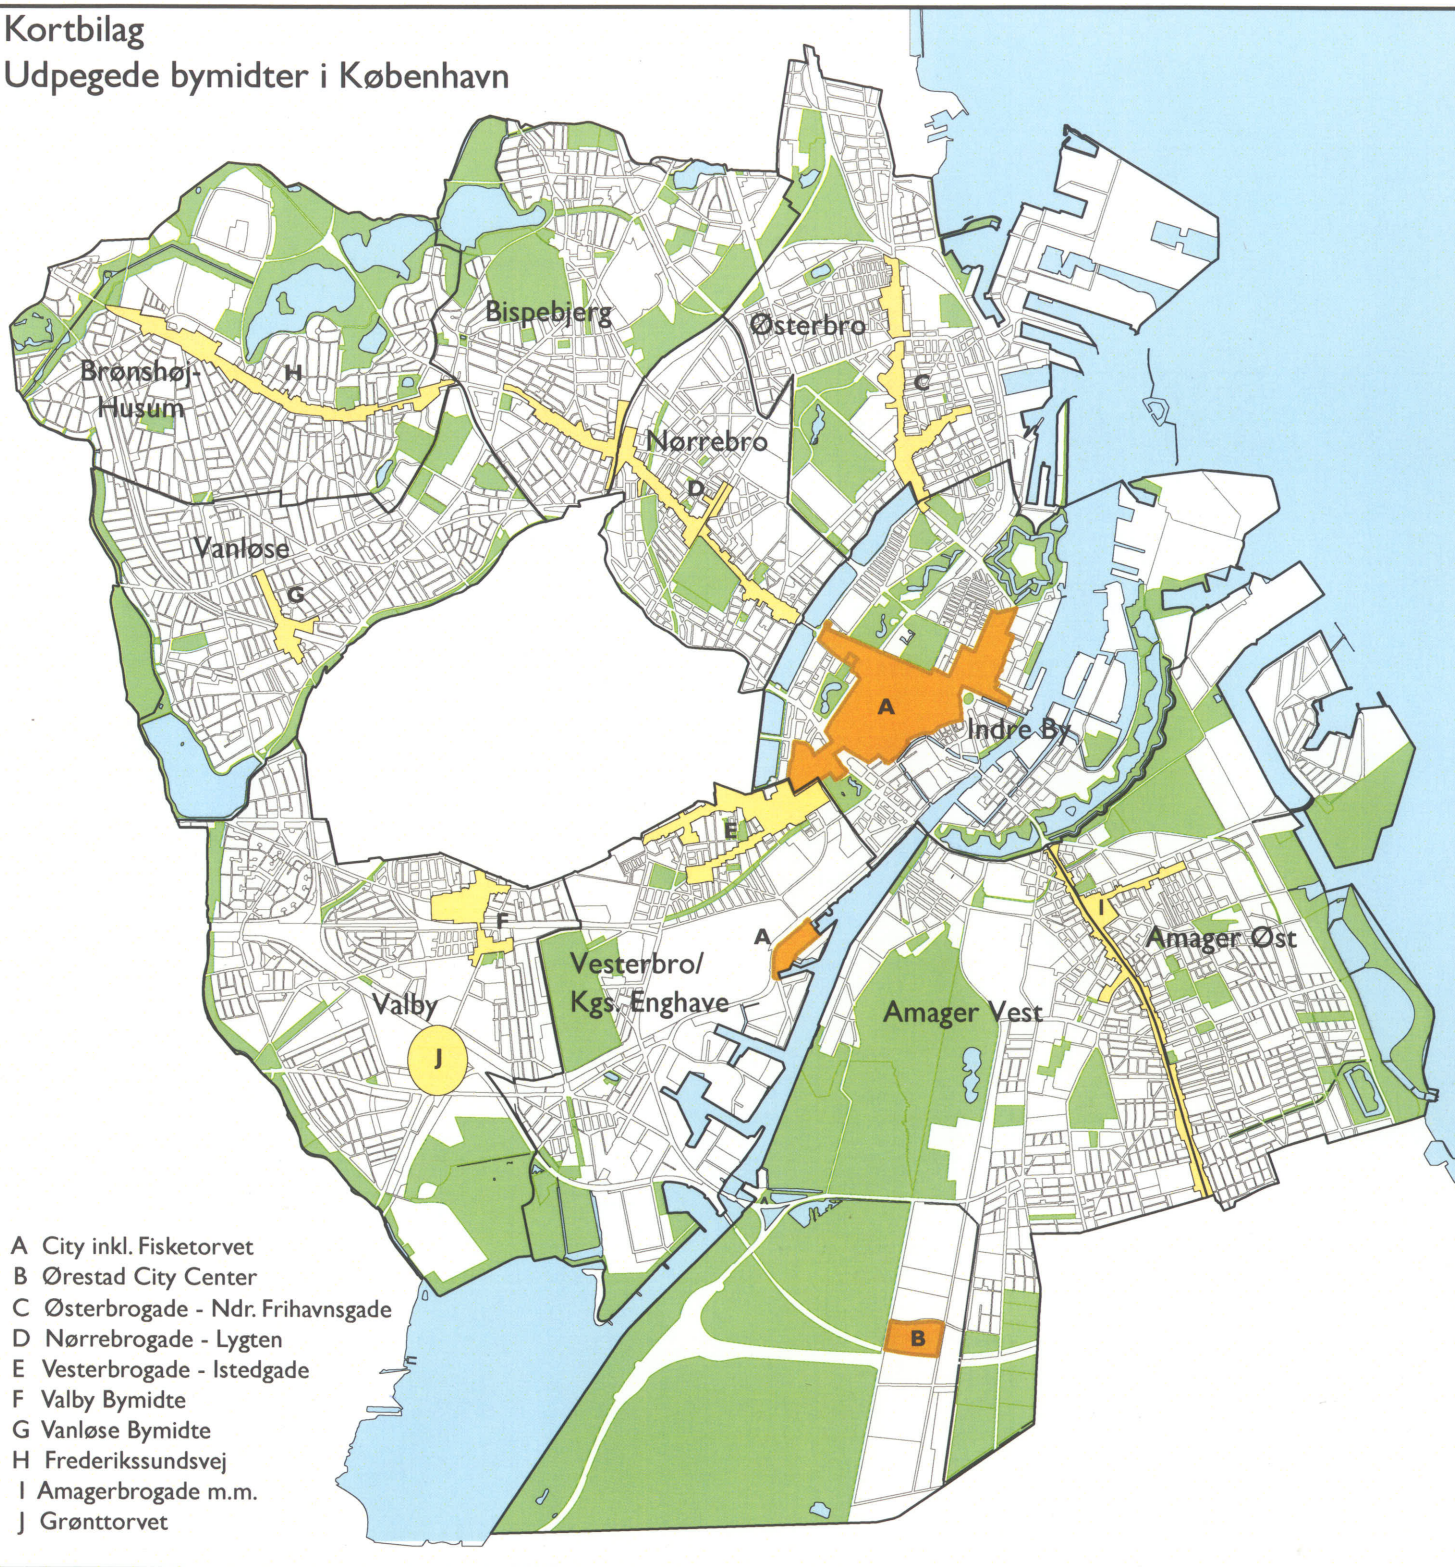 Kortbilag
Udpegede bymidter i København
Bispebjerg
Østerbro
Brønshøj-
Husum
H
C
Nørrebro
D
Vanløse
G
A
Indre By
E
F
A
I
Amager Øst
Vesterbro/
Kgs. Enghave
Valby
Amager Vest
J
B
A City inkl. Fisketorvet
B Ørestad City Center
C Østerbrogade - Ndr. Frihavnsgade
D Nørrebrogade - Lygten
E Vesterbrogade - Istedgade
F Valby Bymidte
G Vanløse Bymidte
H Frederikssundsvej
I Amagerbrogade m.m.
J Grønttorvet